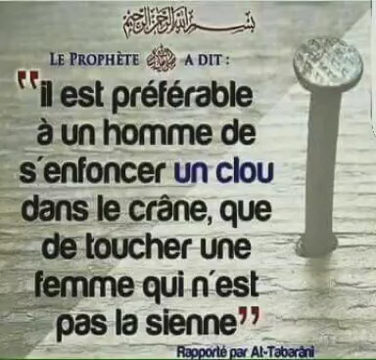 بسم الله الرحمن الرحيم
LE PROPHÈTE ﷺ A DIT :
"il est préférable
à un homme de
s'enfoncer un clou
dans le crâne, que
de toucher une
femme qui n'est
pas la sienne"
Rapporté par At-Tabarâni